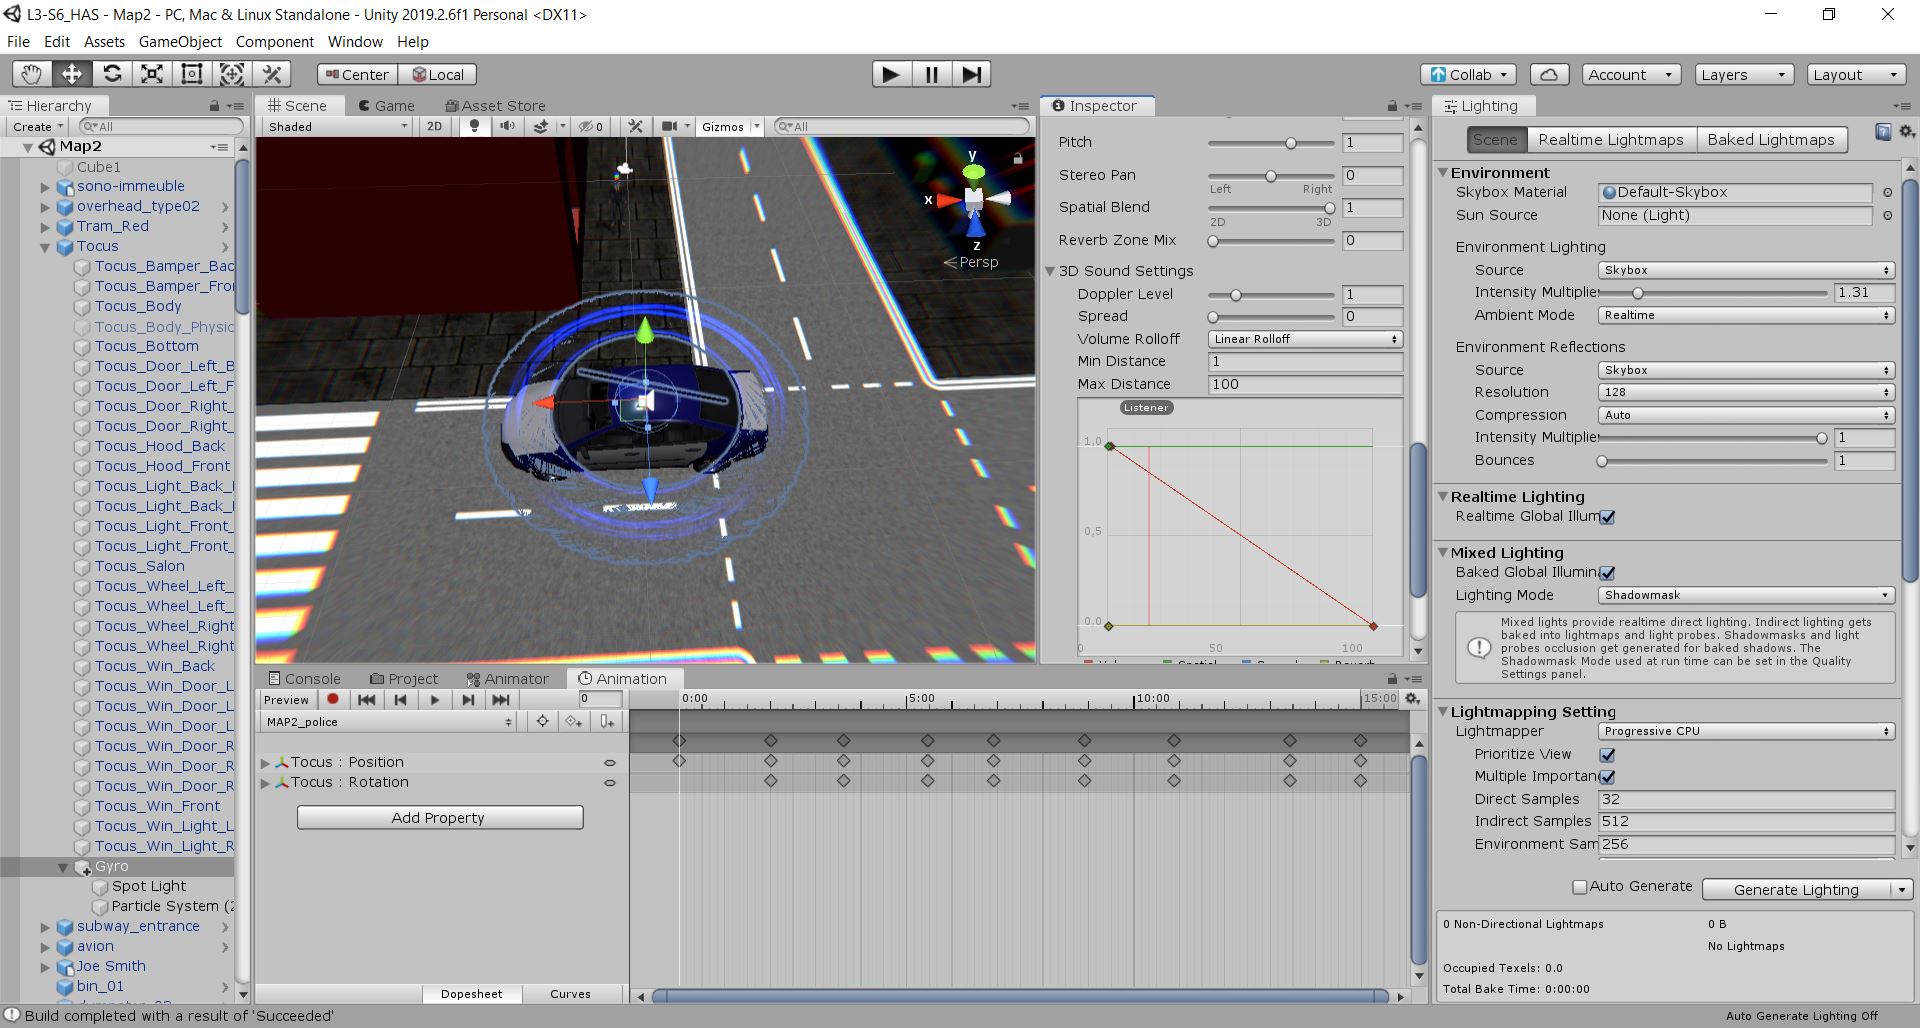 L3-S6_HAS - Map2 - PC, Mac & Linux Standalone - Unity 2019.2.6f1 Personal <DX11>
File Edit Assets GameObject Component Window Help
Center Local Collab Account Layers Layout
Hierarchy
Create All
Map2
Cube1
sono-immeuble
overhead_type02
Tram_Red
Tocus
Tocus_Bamper_Bac
Tocus_Bamper_Fro
Tocus_Body
Tocus_Body_Physic
Tocus_Bottom
Tocus_Door_Left_B
Tocus_Door_Left_F
Tocus_Door_Right_
Tocus_Door_Right_
Tocus_Hood_Back
Tocus_Hood_Front
Tocus_Light_Back_
Tocus_Light_Back_
Tocus_Light_Front_
Tocus_Light_Front_
Tocus_Salon
Tocus_Wheel_Left_
Tocus_Wheel_Left_
Tocus_Wheel_Right
Tocus_Wheel_Right
Tocus_Win_Back
Tocus_Win_Door_L
Tocus_Win_Door_L
Tocus_Win_Door_L
Tocus_Win_Door_R
Tocus_Win_Door_R
Tocus_Win_Door_R
Tocus_Win_Front
Tocus_Win_Light_L
Tocus_Win_Light_R
Gyro
Spot Light
Particle System (2
subway_entrance
avion
Joe Smith
bin_01
Scene Game Asset Store
Shaded 2D 0 Gizmos All
y
x
z
Persp
Console Project Animator Animation
Preview 0 0:00 5:00 10:00 15:00
MAP2_police
Tocus : Position
Tocus : Rotation
Add Property
Dopesheet Curves
Inspector
Pitch 1
Stereo Pan 0
Left Right
Spatial Blend 1
2D 3D
Reverb Zone Mix 0
3D Sound Settings
Doppler Level 1
Spread 0
Volume Rolloff Linear Rolloff
Min Distance 1
Max Distance 100
Listener
1,0
0,5
0,0
0 50 100
Lighting
Scene Realtime Lightmaps Baked Lightmaps
Environment
Skybox Material Default-Skybox
Sun Source None (Light)
Environment Lighting
Source Skybox
Intensity Multiplie 1.31
Ambient Mode Realtime
Environment Reflections
Source Skybox
Resolution 128
Compression Auto
Intensity Multiplie 1
Bounces 1
Realtime Lighting
Realtime Global Illum
Mixed Lighting
Baked Global Illumina
Lighting Mode Shadowmask
Mixed lights provide realtime direct lighting. Indirect lighting gets
baked into lightmaps and light probes. Shadowmasks and light
probes occlusion get generated for baked shadows. The
Shadowmask Mode used at run time can be set in the Quality
Settings panel.
Lightmapping Setting
Lightmapper Progressive CPU
Prioritize View
Multiple Importanc
Direct Samples 32
Indirect Samples 512
Environment Sam 256
Auto Generate Generate Lighting
0 Non-Directional Lightmaps 0 B
No Lightmaps
Occupied Texels: 0.0
Total Bake Time: 0:00:00
Build completed with a result of 'Succeeded' Auto Generate Lighting Off